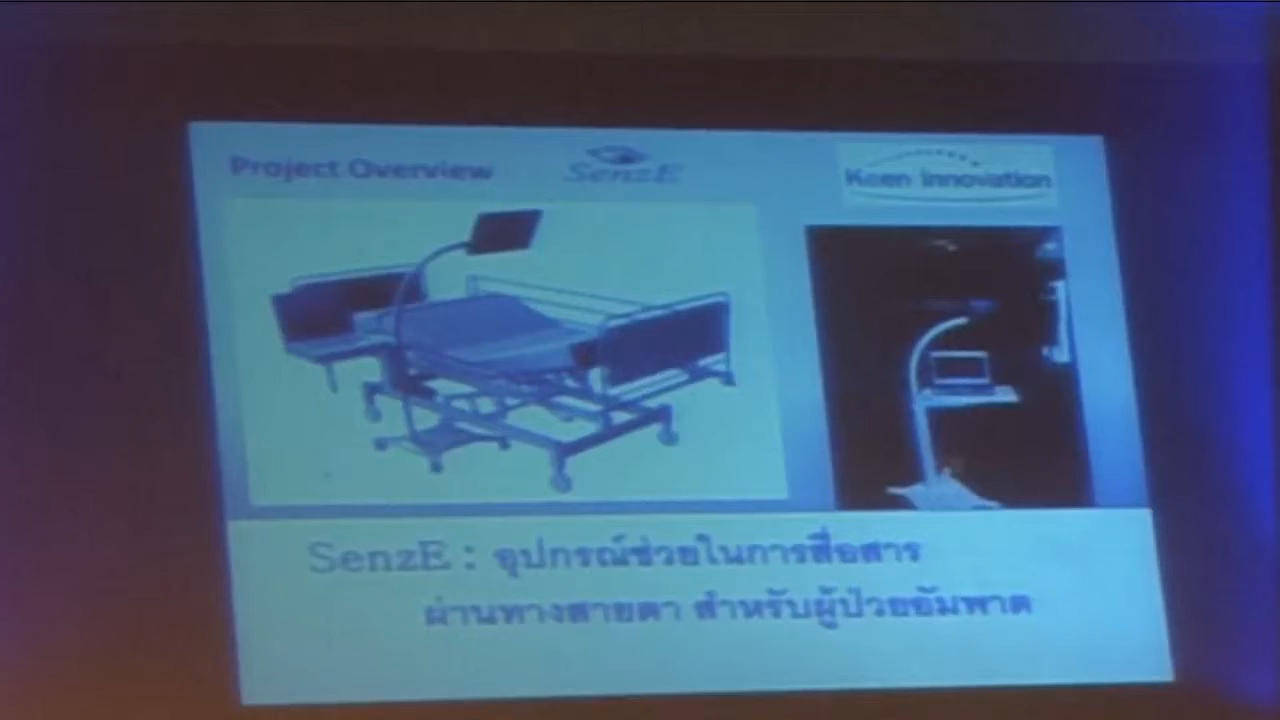 Project Overview
SenzE
Keen Innovation
SenzE : อุปกรณ์ช่วยในการสื่อสาร
ผ่านทางสายตา สำหรับผู้ป่วยอัมพาต